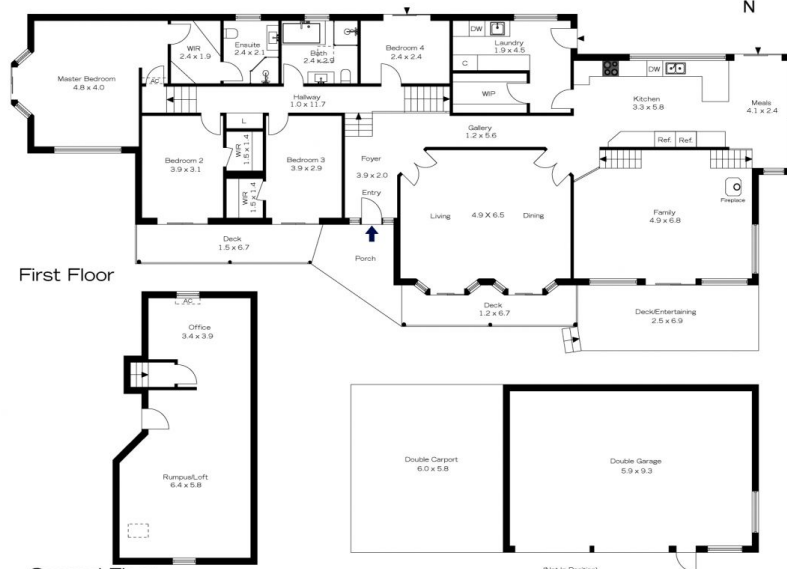 N
WIR
2.4 x 1.9
Ensuite
2.4 x 2.1
Bath
2.4 x 2.9
Bedroom 4
2.4 x 2.4
DW
Laundry
1.9 x 4.5
C
Master Bedroom
4.8 x 4.0
AC
WIP
DW
Kitchen
3.3 x 5.8
Meals
4.1 x 2.4
Hallway
1.0 x 11.7
L
Gallery
1.2 x 5.6
Ref.
Ref.
Bedroom 2
3.9 x 3.1
WIR
1.5 x 1.4
Bedroom 3
3.9 x 2.9
WIR
1.5 x 1.4
Foyer
3.9 x 2.0
Entry
Living
4.9 X 6.5
Dining
Family
4.9 x 6.8
Fireplace
Deck
1.5 x 6.7
Porch
First Floor
Deck
1.2 x 6.7
Deck/Entertaining
2.5 x 6.9
AC
Office
3.4 x 3.9
Rumpus/Loft
6.4 x 5.8
Double Carport
6.0 x 5.8
Double Garage
5.9 x 9.3